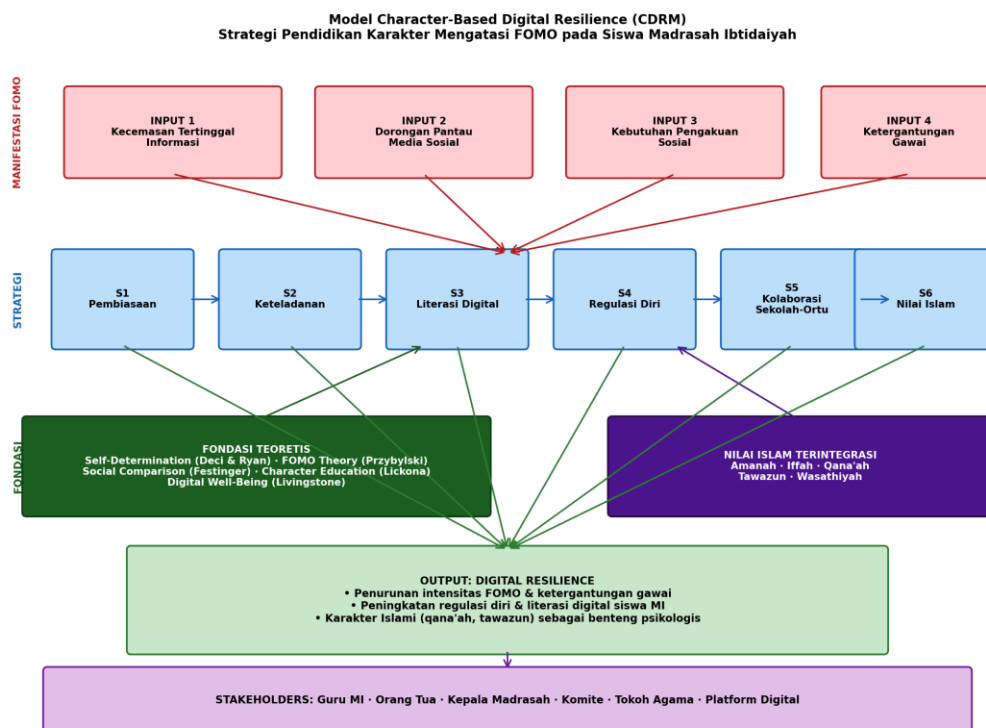 Model Character-Based Digital Resilience (CDRM)
Strategi Pendidikan Karakter Mengatasi FOMO pada Siswa Madrasah Ibtidaiyah
MANIFESTASI FOMO
INPUT 1
Kecemasan Tertinggal
Informasi
INPUT 2
Dorongan Pantau
Media Sosial
INPUT 3
Kebutuhan Pengakuan
Sosial
INPUT 4
Ketergantungan
Gawai
STRATEGI
S1
Pembiasaan
S2
Keteladanan
S3
Literasi Digital
S4
Regulasi Diri
S5
Kolaborasi
Sekolah-Ortu
S6
Nilai Islam
FONDASI
FONDASI TEORETIS
Self-Determination (Deci & Ryan) · FOMO Theory (Przybylski)
Social Comparison (Festinger) · Character Education (Lickona)
Digital Well-Being (Livingstone)
NILAI ISLAM TERINTEGRASI
Amanah · Iffah · Qana'ah
Tawazun · Wasathiyah
OUTPUT: DIGITAL RESILIENCE
• Penurunan intensitas FOMO & ketergantungan gawai
• Peningkatan regulasi diri & literasi digital siswa MI
• Karakter Islami (qana'ah, tawazun) sebagai benteng psikologis
STAKEHOLDERS: Guru MI · Orang Tua · Kepala Madrasah · Komite · Tokoh Agama · Platform Digital